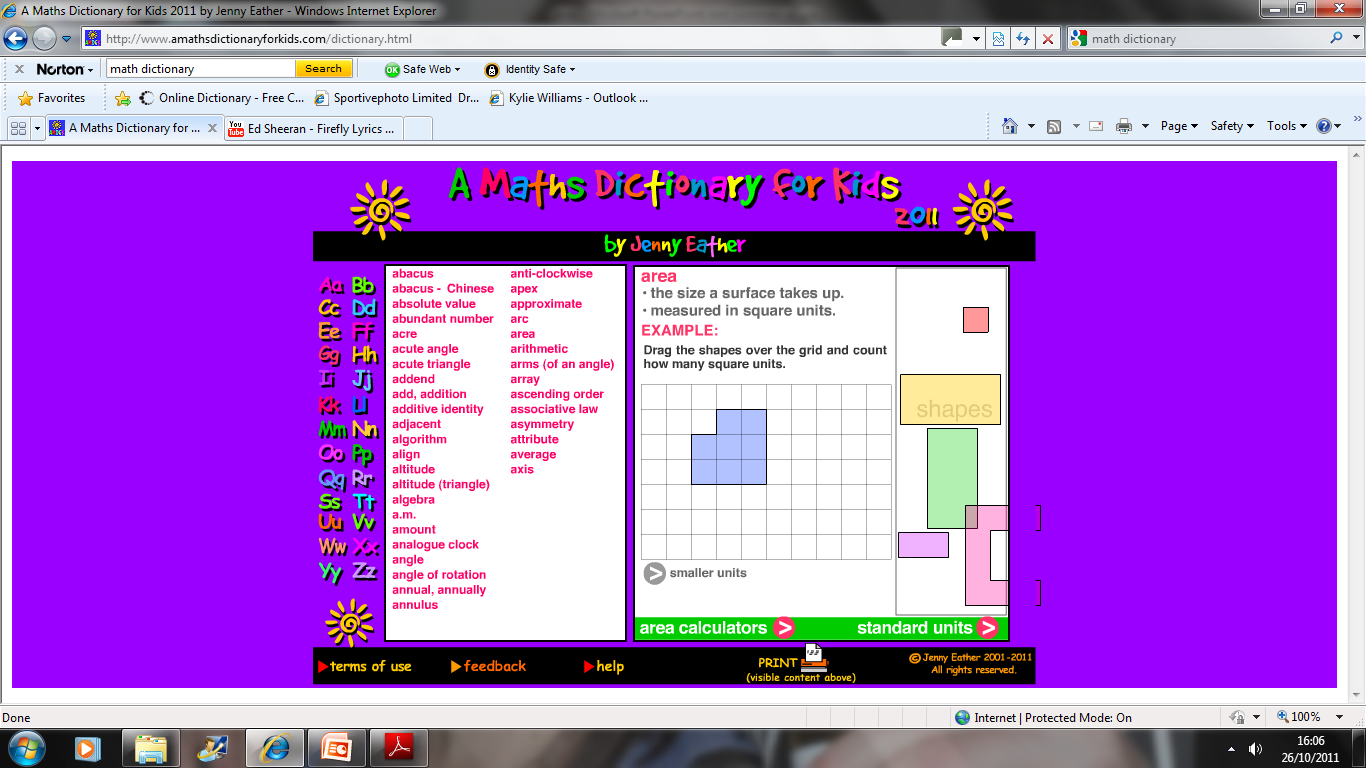 A Maths Dictionary for Kids 2011 by Jenny Eather - Windows Internet Explorer
http://www.amathsdictionaryforkids.com/dictionary.html
math dictionary
Norton
math dictionary
Search
OK Safe Web
Identity Safe
Favorites
Online Dictionary - Free C...
Sportivephoto Limited Dr...
Kylie Williams - Outlook ...
A Maths Dictionary for ...
You Tube
Ed Sheeran - Firefly Lyrics ...
Page
Safety
Tools
A Maths Dictionary for Kids
2011
by Jenny Eather
Aa Bb
Cc Dd
Ee Ff
Gg Hh
Ii Jj
Kk Ll
Mm Nn
Oo Pp
Qq Rr
Ss Tt
Uu Vv
Ww Xx
Yy Zz
abacus
abacus - Chinese
absolute value
abundant number
acre
acute angle
acute triangle
addend
add, addition
additive identity
adjacent
algorithm
align
altitude
altitude (triangle)
algebra
a.m.
amount
analogue clock
angle
angle of rotation
annual, annually
annulus
anti-clockwise
apex
approximate
arc
area
arithmetic
arms (of an angle)
array
ascending order
associative law
asymmetry
attribute
average
axis
area
• the size a surface takes up.
• measured in square units.
EXAMPLE:
Drag the shapes over the grid and count
how many square units.
shapes
smaller units
area calculators
standard units
terms of use
feedback
help
PRINT
(visible content above)
© Jenny Eather 2001-2011
All rights reserved.
Done
Internet | Protected Mode: On
100%
16:06
26/10/2011